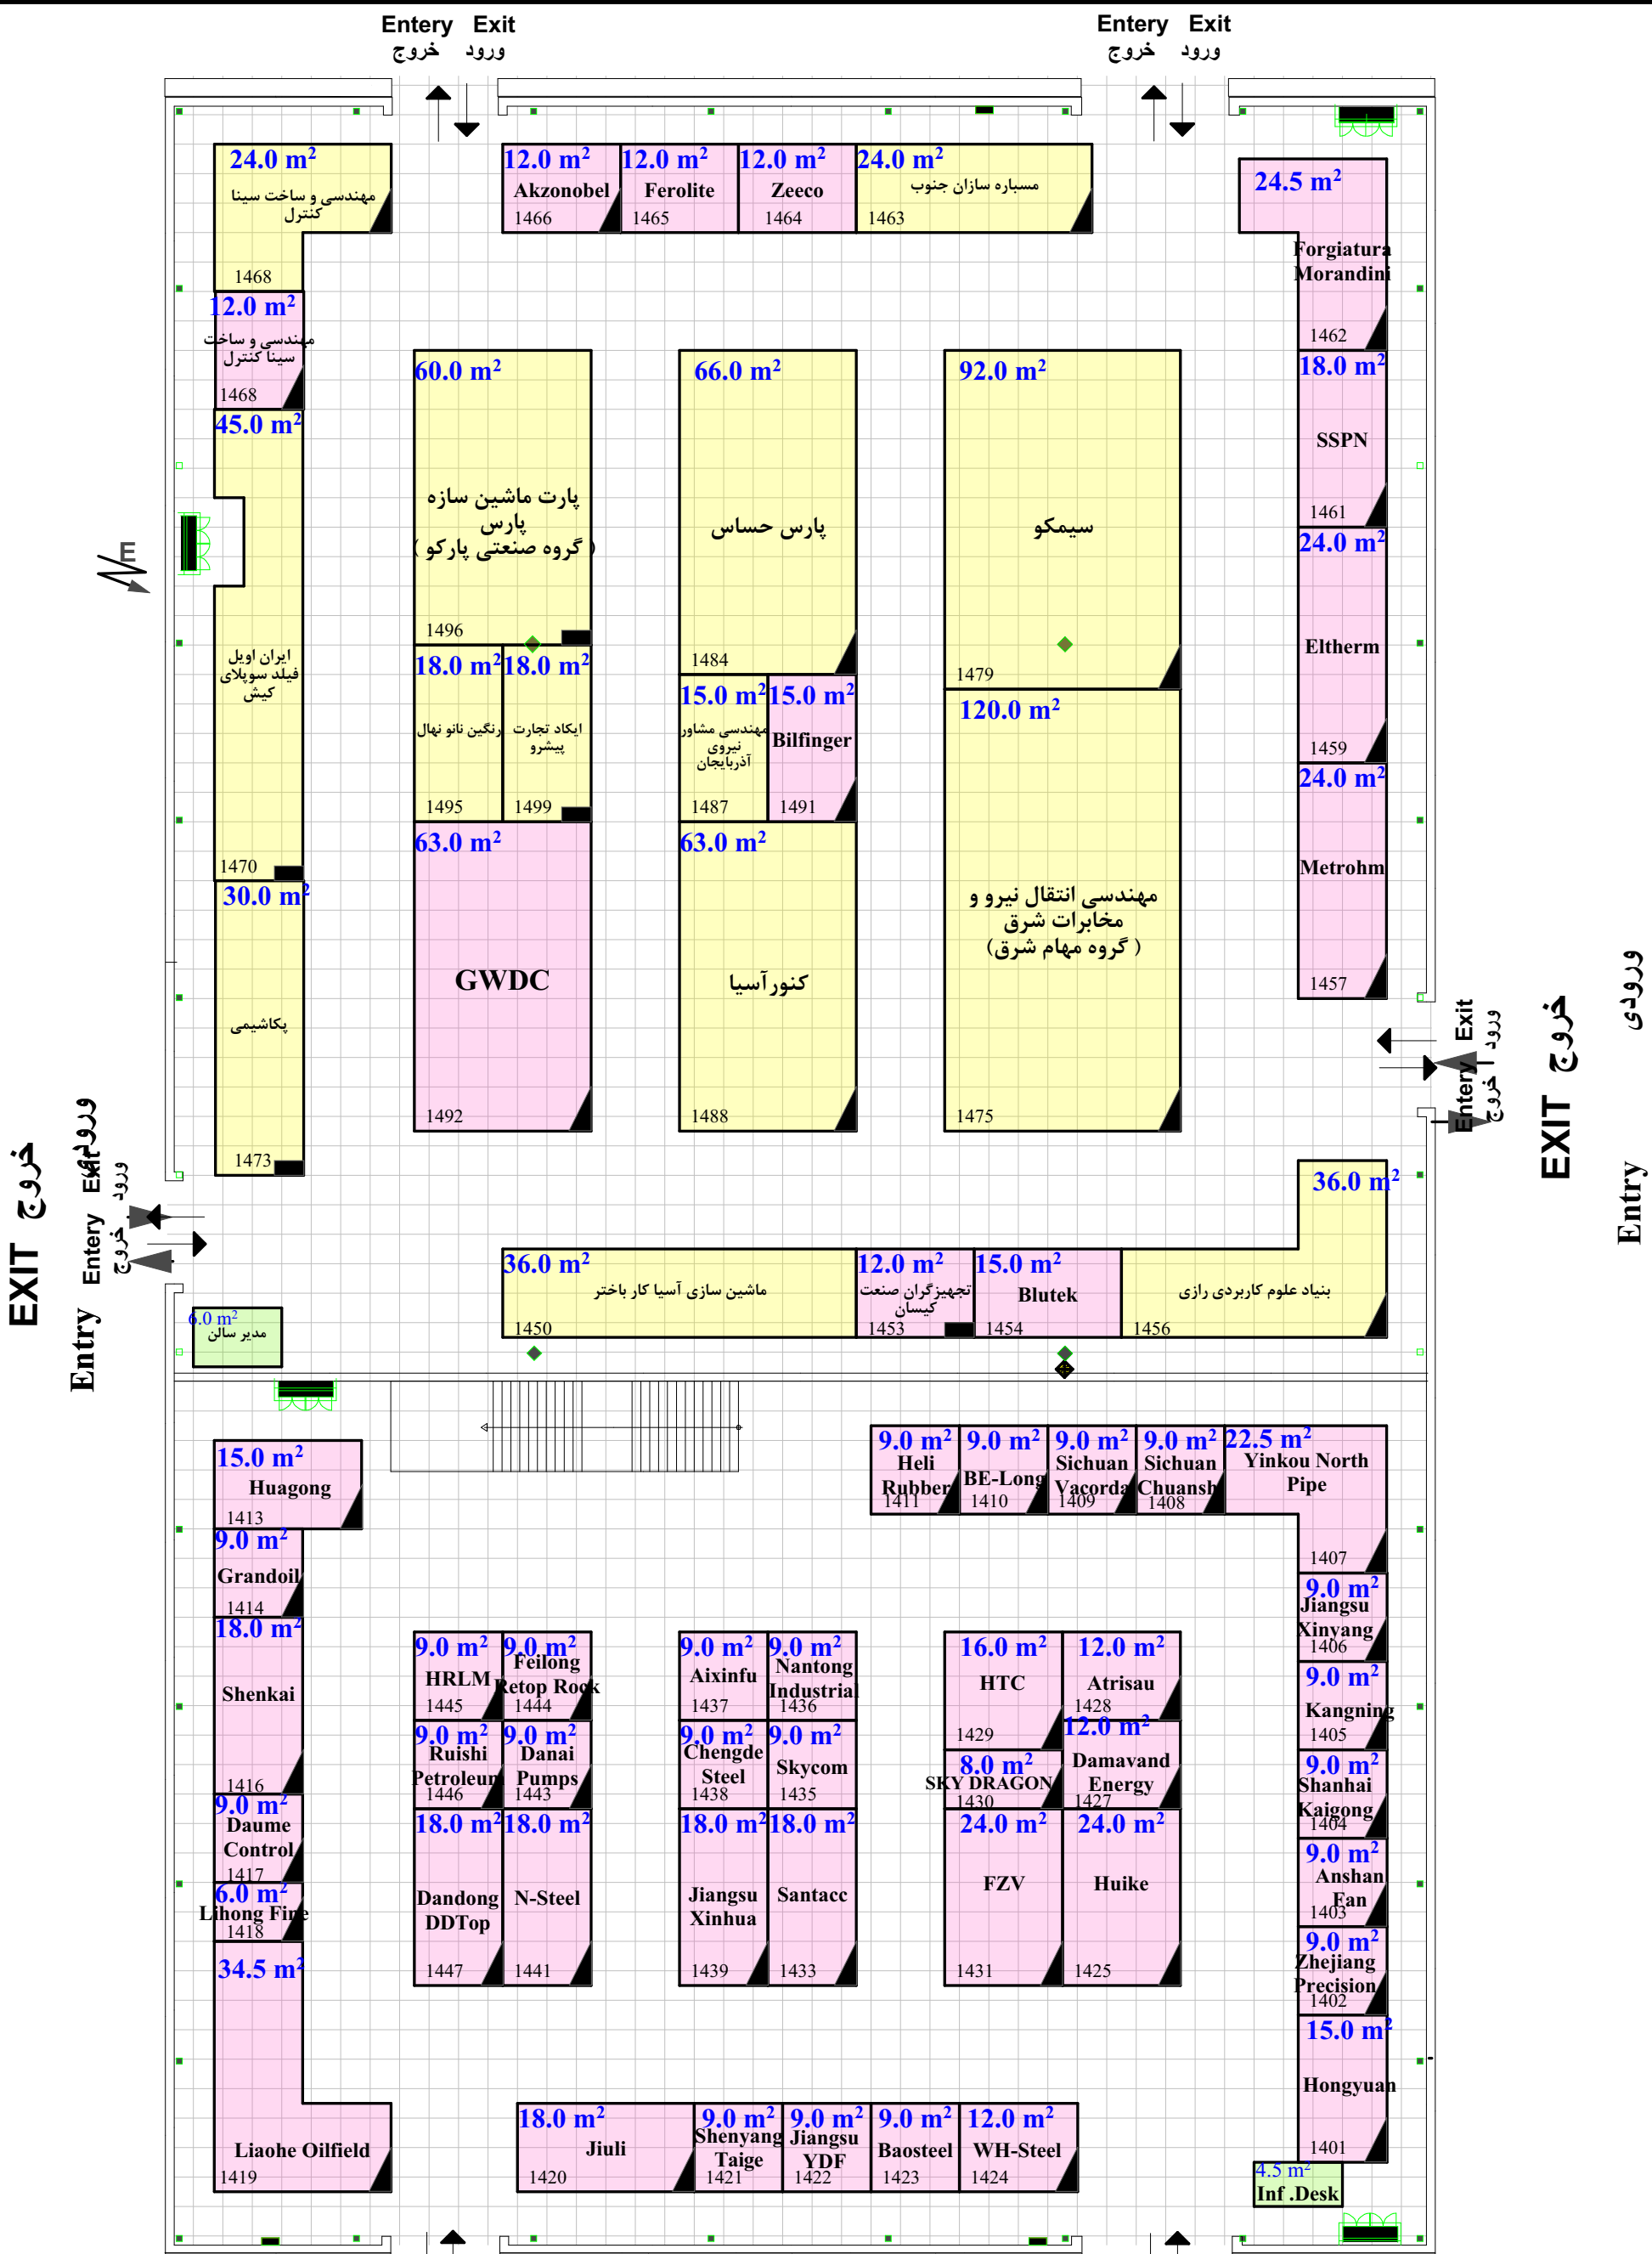 Entery Exit
خروج ورود
Entery Exit
خروج ورود
24.0 m²
مهندسی و ساخت سینا
کنترل
1468
12.0 m²
Akzonobel
1466
12.0 m²
Ferolite
1465
12.0 m²
Zeeco
1464
24.0 m²
مسباره سازان جنوب
1463
24.5 m²
Forgiatura
Morandini
1462
12.0 m²
مهندسی و ساخت
سینا کنترل
1468
45.0 m²
ایران اویل
فیلد سوپلای
کیش
1470
60.0 m²
پارت ماشین سازه
پارس
( گروه صنعتی پارکو )
1496
66.0 m²
پارس حساس
1484
92.0 m²
سیمکو
1479
18.0 m²
SSPN
1461
24.0 m²
Eltherm
1459
E
18.0 m²
رنگین نانو نهال
1495
18.0 m²
ایکاد تجارت
پیشرو
1499
15.0 m²
مهندسی مشاور
نیروی
آذربایجان
1487
15.0 m²
Bilfinger
1491
120.0 m²
مهندسی انتقال نیرو و
مخابرات شرق
( گروه مهام شرق)
1475
24.0 m²
Metrohm
1457
30.0 m²
پکاشیمی
1473
63.0 m²
GWDC
1492
63.0 m²
کنورآسیا
1488
Entery Exit
خروج ورود
EXIT خروج
Entry ورودی
Entery Exit
خروج ورود
EXIT خروج
Entry ورودی
36.0 m²
ماشین سازی آسیا کار باختر
1450
12.0 m²
تجهیزگران صنعت
کیسان
1453
15.0 m²
Blutek
1454
36.0 m²
بنیاد علوم کاربردی رازی
1456
6.0 m²
مدیر سالن
15.0 m²
Huagong
1413
9.0 m²
Heli
Rubber
1411
9.0 m²
BE-Long
1410
9.0 m²
Sichuan
Vacorda
1409
9.0 m²
Sichuan
Chuansh
1408
22.5 m²
Yinkou North
Pipe
1407
9.0 m²
Grandoil
1414
18.0 m²
Shenkai
1416
9.0 m²
Daume
Control
1417
6.0 m²
Lihong Fine
1418
34.5 m²
Liaohe Oilfield
1419
9.0 m²
HRLM
1445
9.0 m²
Feilong
Retop Rock
1444
9.0 m²
Ruishi
Petroleum
1446
9.0 m²
Danai
Pumps
1443
18.0 m²
Dandong
DDTop
1447
18.0 m²
N-Steel
1441
9.0 m²
Aixinfu
1437
9.0 m²
Nantong
Industrial
1436
9.0 m²
Chengde
Steel
1438
9.0 m²
Skycom
1435
18.0 m²
Jiangsu
Xinhua
1439
18.0 m²
Santacc
1433
16.0 m²
HTC
1429
12.0 m²
Atrisau
1428
8.0 m²
SKY DRAGON
1430
12.0 m²
Damavand
Energy
1427
24.0 m²
FZV
1431
24.0 m²
Huike
1425
9.0 m²
Jiangsu
Xinyang
1406
9.0 m²
Kangning
1405
9.0 m²
Shanhai
Kaigong
1404
9.0 m²
Anshan
Fan
1403
9.0 m²
Zhejiang
Precision
1402
15.0 m²
Hongyuan
1401
18.0 m²
Jiuli
1420
9.0 m²
Shenyang
Taige
1421
9.0 m²
Jiangsu
YDF
1422
9.0 m²
Baosteel
1423
12.0 m²
WH-Steel
1424
4.5 m²
Inf .Desk